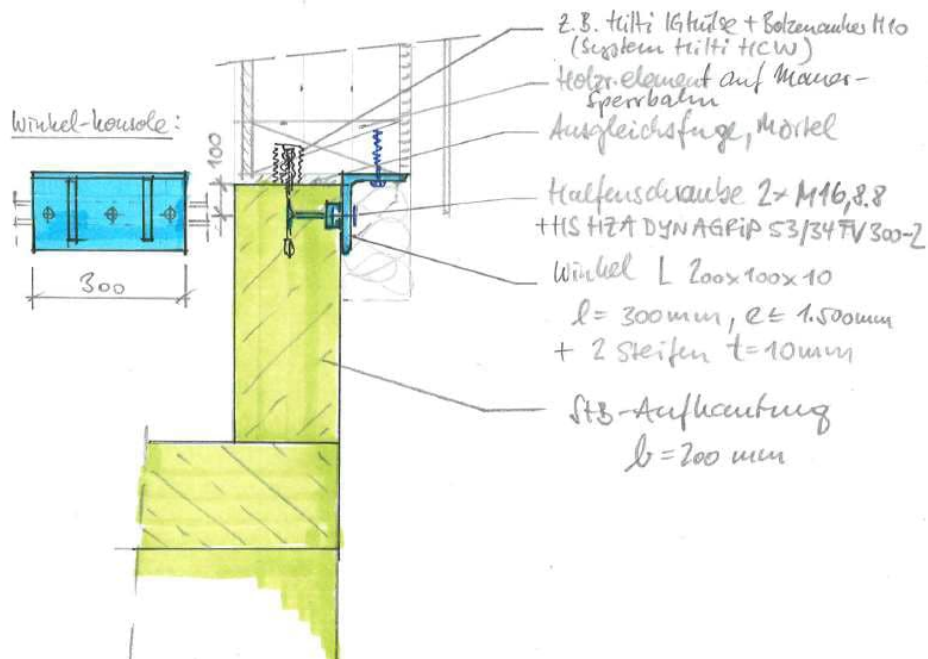 Winkel-Konsole:
300
100
z.B. Hilti IGHülse + Bolzenanker M10
(System Hilti HCW)
Holzr.element auf Mauer-
sperrbahn
Ausgleichsfuge, Mörtel
Halfenschraube 2x M16, 8.8
+ HS HZA DYNAGRIP 53/34 FV 300-2
Winkel L 200x100x10
l = 300mm, e ≤ 1.500mm
+ 2 Steifen t=10mm
StB-Aufkantung
b = 200 mm